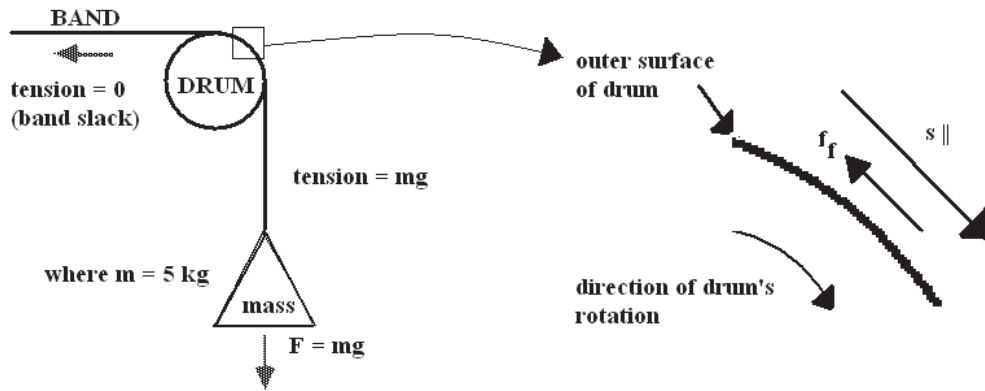 BAND
DRUM
tension = 0
(band slack)
tension = mg
where m = 5 kg
mass
F = mg
outer surface
of drum
f_f
s ||
direction of drum's
rotation